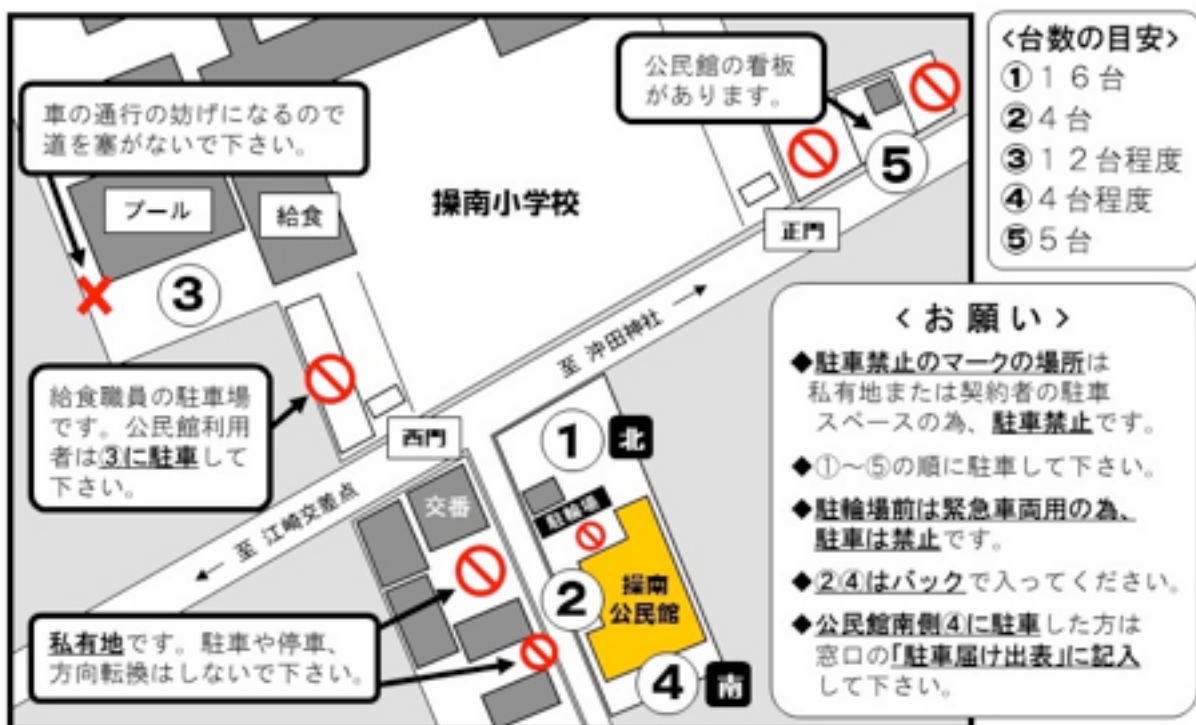 車の通行の妨げになるので
道を塞がないで下さい。
公民館の看板
があります。
<台数の目安>
①１６台
②４台
③１２台程度
④４台程度
⑤５台
プール
給食
操南小学校
⑤
正門
③
至 沖田神社 →
給食職員の駐車場
です。公民館利用
者は③に駐車して
下さい。
西門
① 北
交番
駐輪場
← 至 江崎交差点
②
操南
公民館
私有地です。駐車や停車、
方向転換はしないで下さい。
④ 南
<お願い>
◆駐車禁止のマークの場所は
私有地または契約者の駐車
スペースの為、駐車禁止です。
◆①～⑤の順に駐車して下さい。
◆駐輪場前は緊急車両用の為、
駐車は禁止です。
◆②④はバックで入ってください。
◆公民館南側④に駐車した方は
窓口の「駐車届け出表」に記入
して下さい。